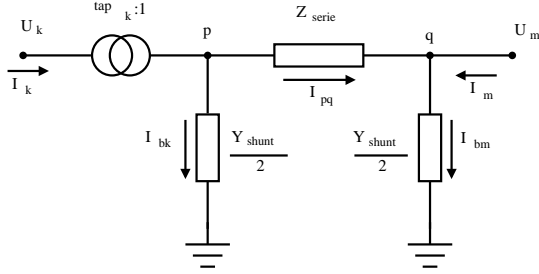 tap k:1
Z serie
U k
p
q
U m
I k
I pq
I m
I bk
Y shunt
2
Y shunt
2
I bm